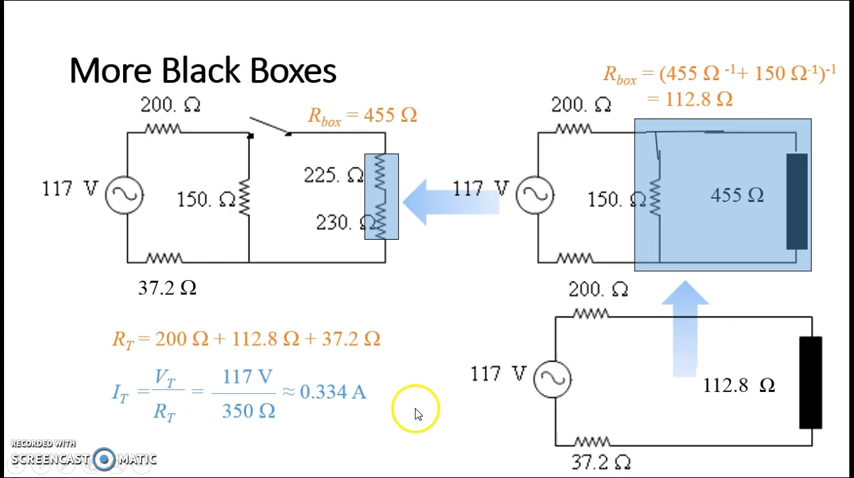 More Black Boxes
200. Ω
R_box = 455 Ω
117 V
150. Ω
225. Ω
230. Ω
37.2 Ω
R_box = (455 Ω ⁻¹+ 150 Ω⁻¹)⁻¹
= 112.8 Ω
200. Ω
117 V
150. Ω
455 Ω
200. Ω
117 V
112.8 Ω
37.2 Ω
R_T = 200 Ω + 112.8 Ω + 37.2 Ω
I_T = V_T / R_T = 117 V / 350 Ω ≈ 0.334 A
RECORDED WITH
SCREENCAST MATIC